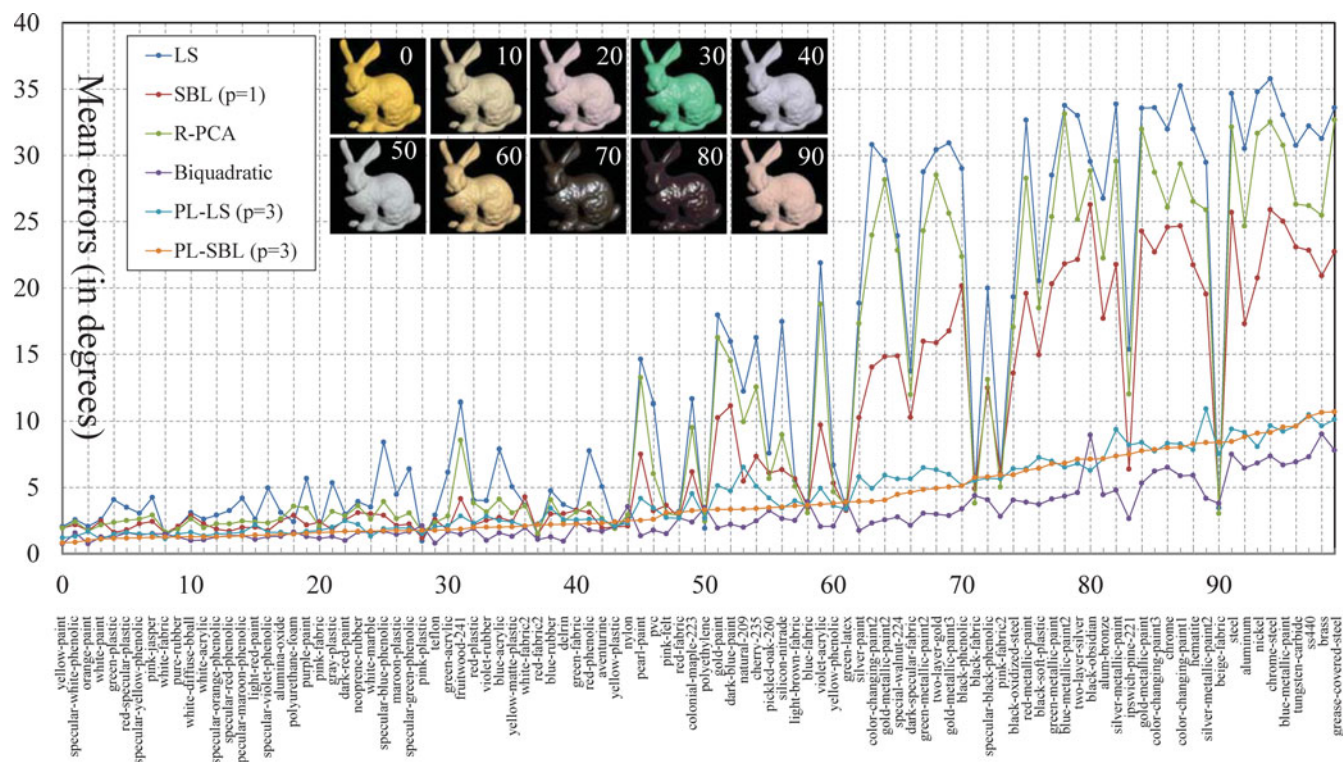 Mean errors (in degrees)
40
35
30
25
20
15
10
5
0
LS
SBL (p=1)
R-PCA
Biquadratic
PL-LS (p=3)
PL-SBL (p=3)
0
10
20
30
40
50
60
70
80
90
0
10
20
30
40
50
60
70
80
90
yellow-paint
specular-white-phenolic
orange-paint
white-paint
green-plastic
red-specular-plastic
specular-yellow-phenolic
pink-jasper
white-fabric
pure-rubber
white-diffuse-bball
white-acrylic
specular-orange-phenolic
specular-red-phenolic
specular-maroon-phenolic
light-red-paint
specular-violet-phenolic
alumina-oxide
polyurethane-foam
purple-paint
pink-fabric
gray-plastic
dark-red-paint
neoprene-rubber
white-marble
specular-blue-phenolic
maroon-plastic
specular-green-phenolic
pink-plastic
teflon
green-acrylic
fruitwood-241
red-plastic
violet-rubber
blue-acrylic
yellow-matte-plastic
white-fabric2
red-fabric2
blue-rubber
delrin
green-fabric
red-phenolic
aventurnine
yellow-plastic
nylon
pearl-paint
pvc
pink-felt
red-fabric
colonial-maple-223
polyethylene
gold-paint
dark-blue-paint
natural-209
cherry-235
pickled-oak-260
silicon-nitrade
light-brown-fabric
blue-fabric
violet-acrylic
yellow-phenolic
green-latex
silver-paint
color-changing-paint2
gold-metallic-paint2
special-walnut-224
dark-specular-fabric
green-metallic-paint2
two-layer-gold
gold-metallic-paint3
black-phenolic
black-fabric
specular-black-phenolic
pink-fabric2
black-oxidized-steel
red-metallic-paint
black-soft-plastic
green-metallic-paint
blue-metallic-paint2
two-layer-silver
black-obsidian
alum-bronze
silver-metallic-paint
ipswich-pine-221
gold-metallic-paint
color-changing-paint3
chrome
color-changing-paint1
hematite
silver-metallic-paint2
beige-fabric
steel
aluminum
nickel
chrome-steel
blue-metallic-paint
tungsten-carbide
ss440
brass
grease-covered-steel